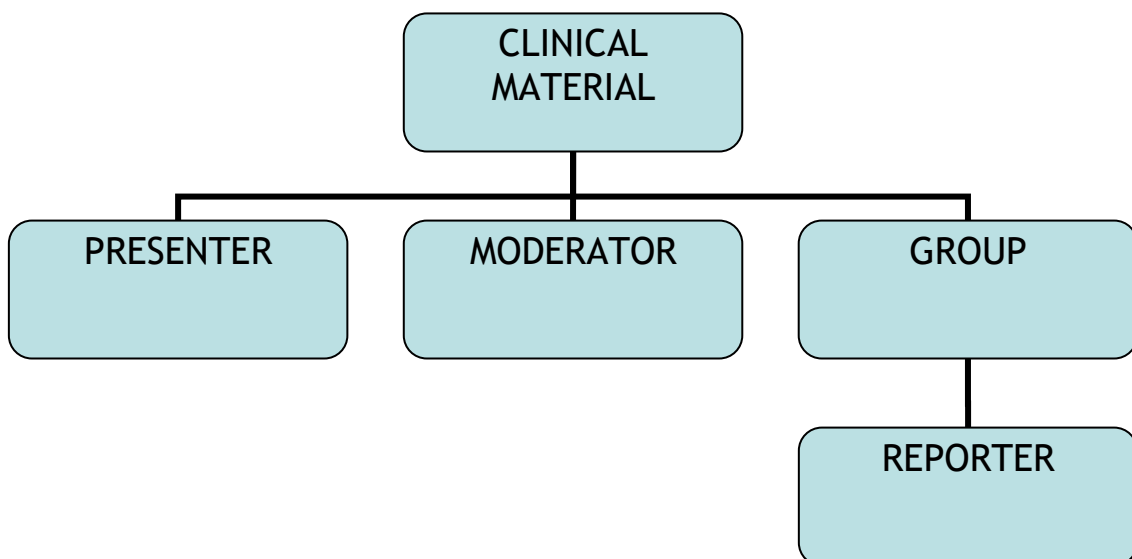 CLINICAL
MATERIAL
PRESENTER
MODERATOR
GROUP
REPORTER